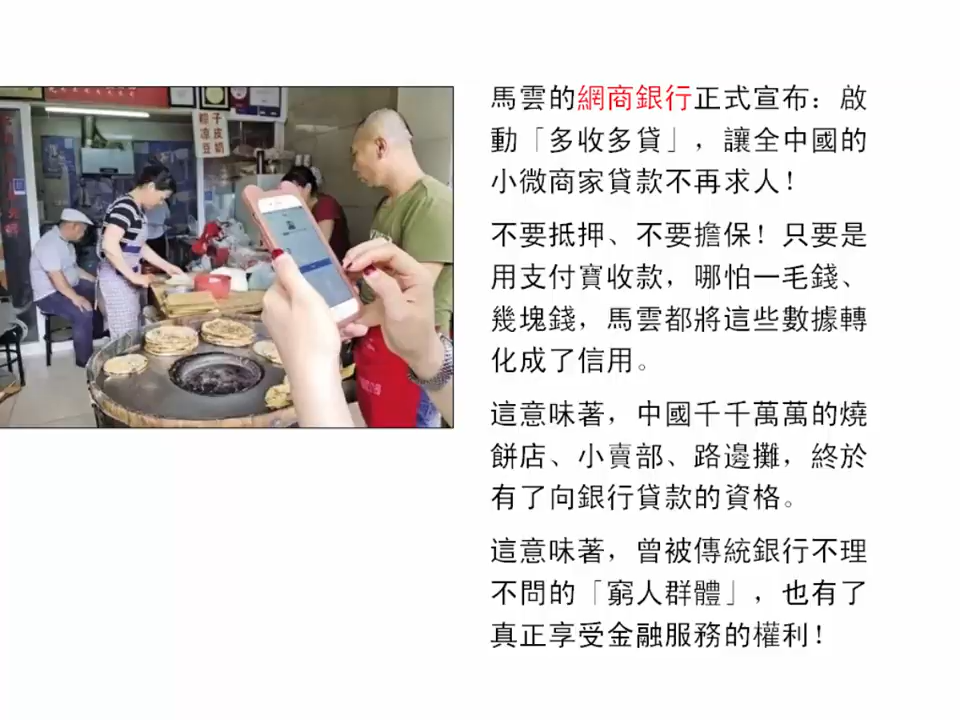 粽子
凉皮
豆奶
馬雲的網商銀行正式宣布：啟
動「多收多貸」，讓全中國的
小微商家貸款不再求人！
不要抵押、不要擔保！只要是
用支付寶收款，哪怕一毛錢、
幾塊錢，馬雲都將這些數據轉
化成了信用。
這意味著，中國千千萬萬的燒
餅店、小賣部、路邊攤，終於
有了向銀行貸款的資格。
這意味著，曾被傳統銀行不理
不問的「窮人群體」，也有了
真正享受金融服務的權利！